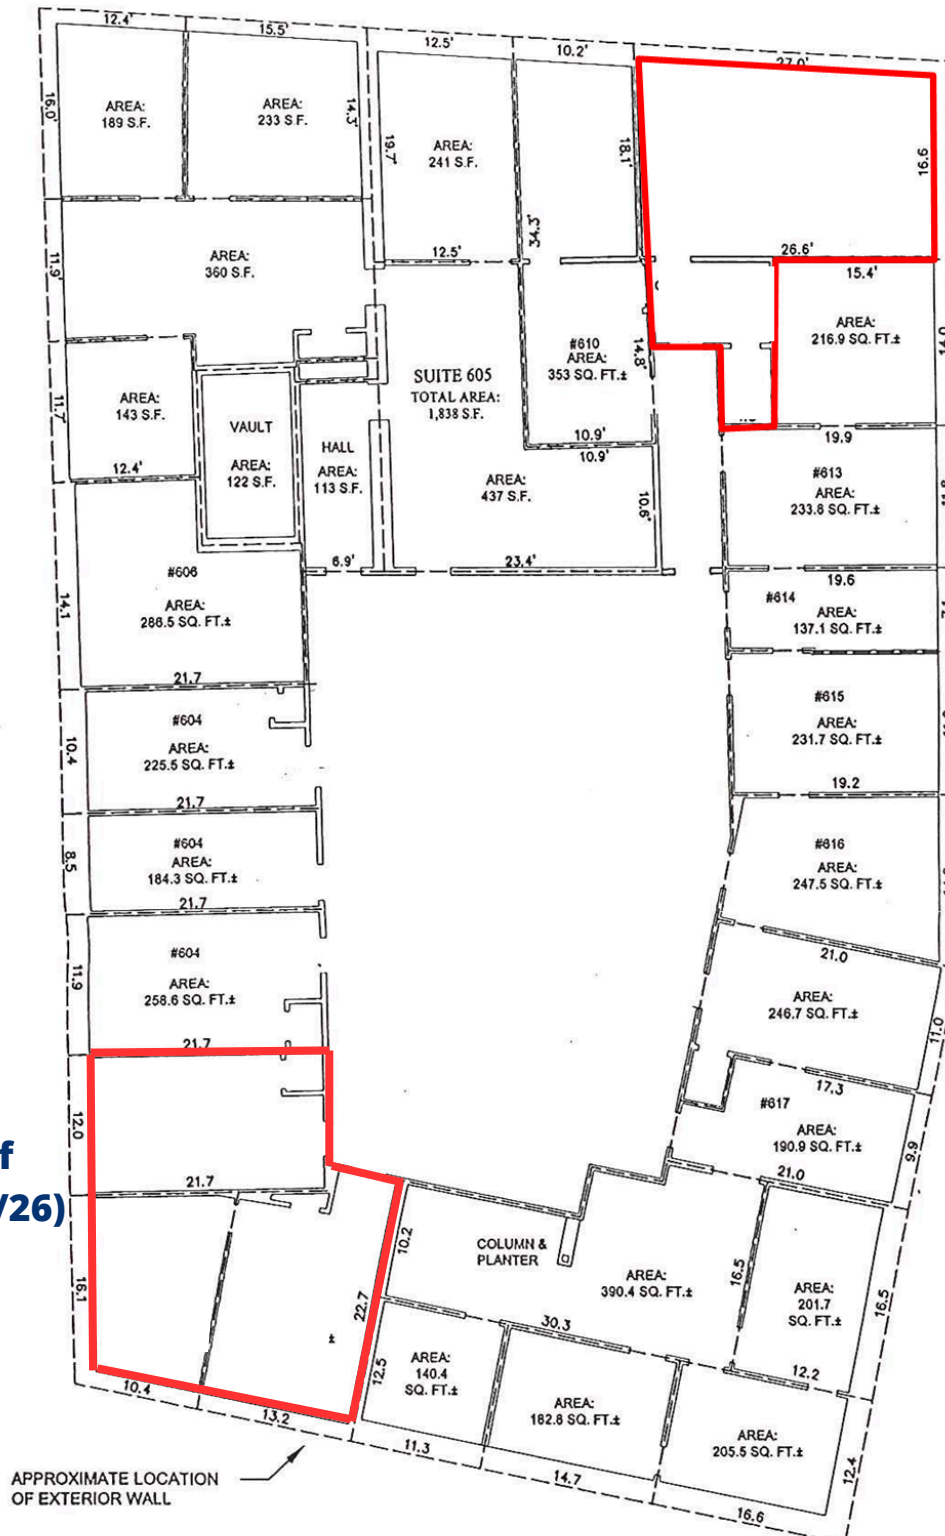 12.4'
15.5'
12.5'
10.2'
27.0'
16.0'
AREA:
189 S.F.
AREA:
233 S.F.
14.3'
19.7'
AREA:
241 S.F.
18.1'
16.6
34.3'
12.5'
26.6'
15.4'
11.9'
AREA:
360 S.F.
#610
AREA:
353 SQ. FT.±
14.8'
AREA:
216.9 SQ. FT.±
14.0
SUITE 605
TOTAL AREA:
1,838 S.F.
11.7'
AREA:
143 S.F.
12.4'
VAULT
AREA:
122 S.F.
HALL
AREA:
113 S.F.
10.9'
10.9'
19.9
AREA:
437 S.F.
10.6'
#613
AREA:
233.8 SQ. FT.±
6.9'
23.4'
19.6
#606
AREA:
286.5 SQ. FT.±
14.1
21.7
#614
AREA:
137.1 SQ. FT.±
#615
AREA:
231.7 SQ. FT.±
19.2
#604
AREA:
225.5 SQ. FT.±
10.4
21.7
#604
AREA:
184.3 SQ. FT.±
8.5
21.7
#616
AREA:
247.5 SQ. FT.±
21.0
#604
AREA:
258.6 SQ. FT.±
11.9
21.7
AREA:
246.7 SQ. FT.±
11.0
17.3
12.0
#617
AREA:
190.9 SQ. FT.±
9.9
21.0
f
/26)
21.7
10.2
COLUMN &
PLANTER
AREA:
390.4 SQ. FT.±
16.5
AREA:
201.7
SQ. FT.±
16.5
16.1
22.7
±
30.3
12.5
AREA:
140.4
SQ. FT.±
12.2
AREA:
182.8 SQ. FT.±
AREA:
205.5 SQ. FT.±
12.4
10.4
13.2
11.3
14.7
16.6
APPROXIMATE LOCATION
OF EXTERIOR WALL